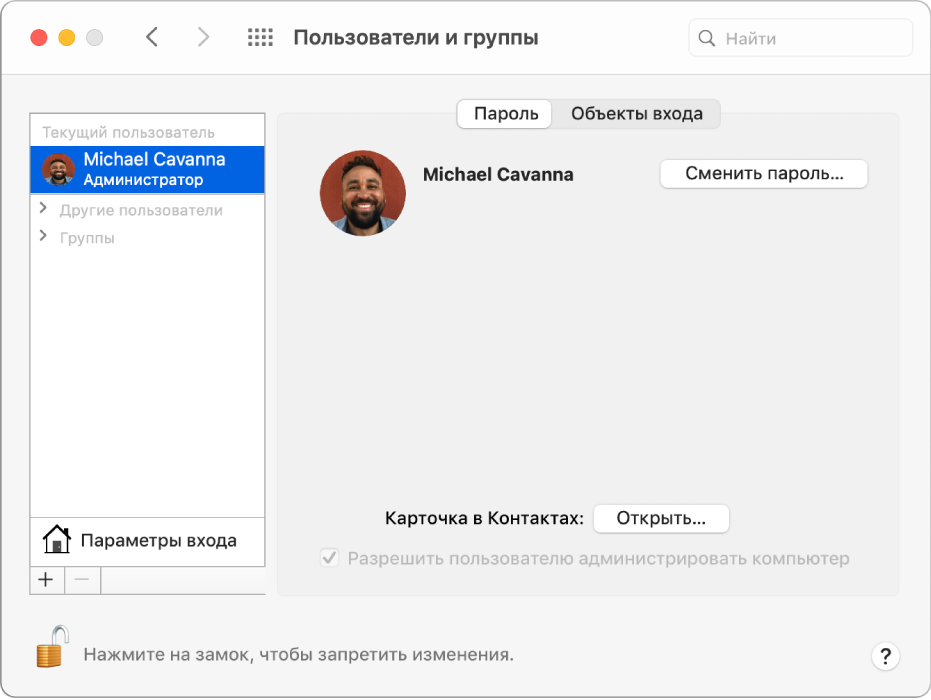 Пользователи и группы
Найти
Пароль
Объекты входа
Текущий пользователь
Michael Cavanna
Администратор
Другие пользователи
Группы
Michael Cavanna
Сменить пароль...
Карточка в Контактах:
Открыть...
Разрешить пользователю администрировать компьютер
Параметры входа
+
−
Нажмите на замок, чтобы запретить изменения.
?